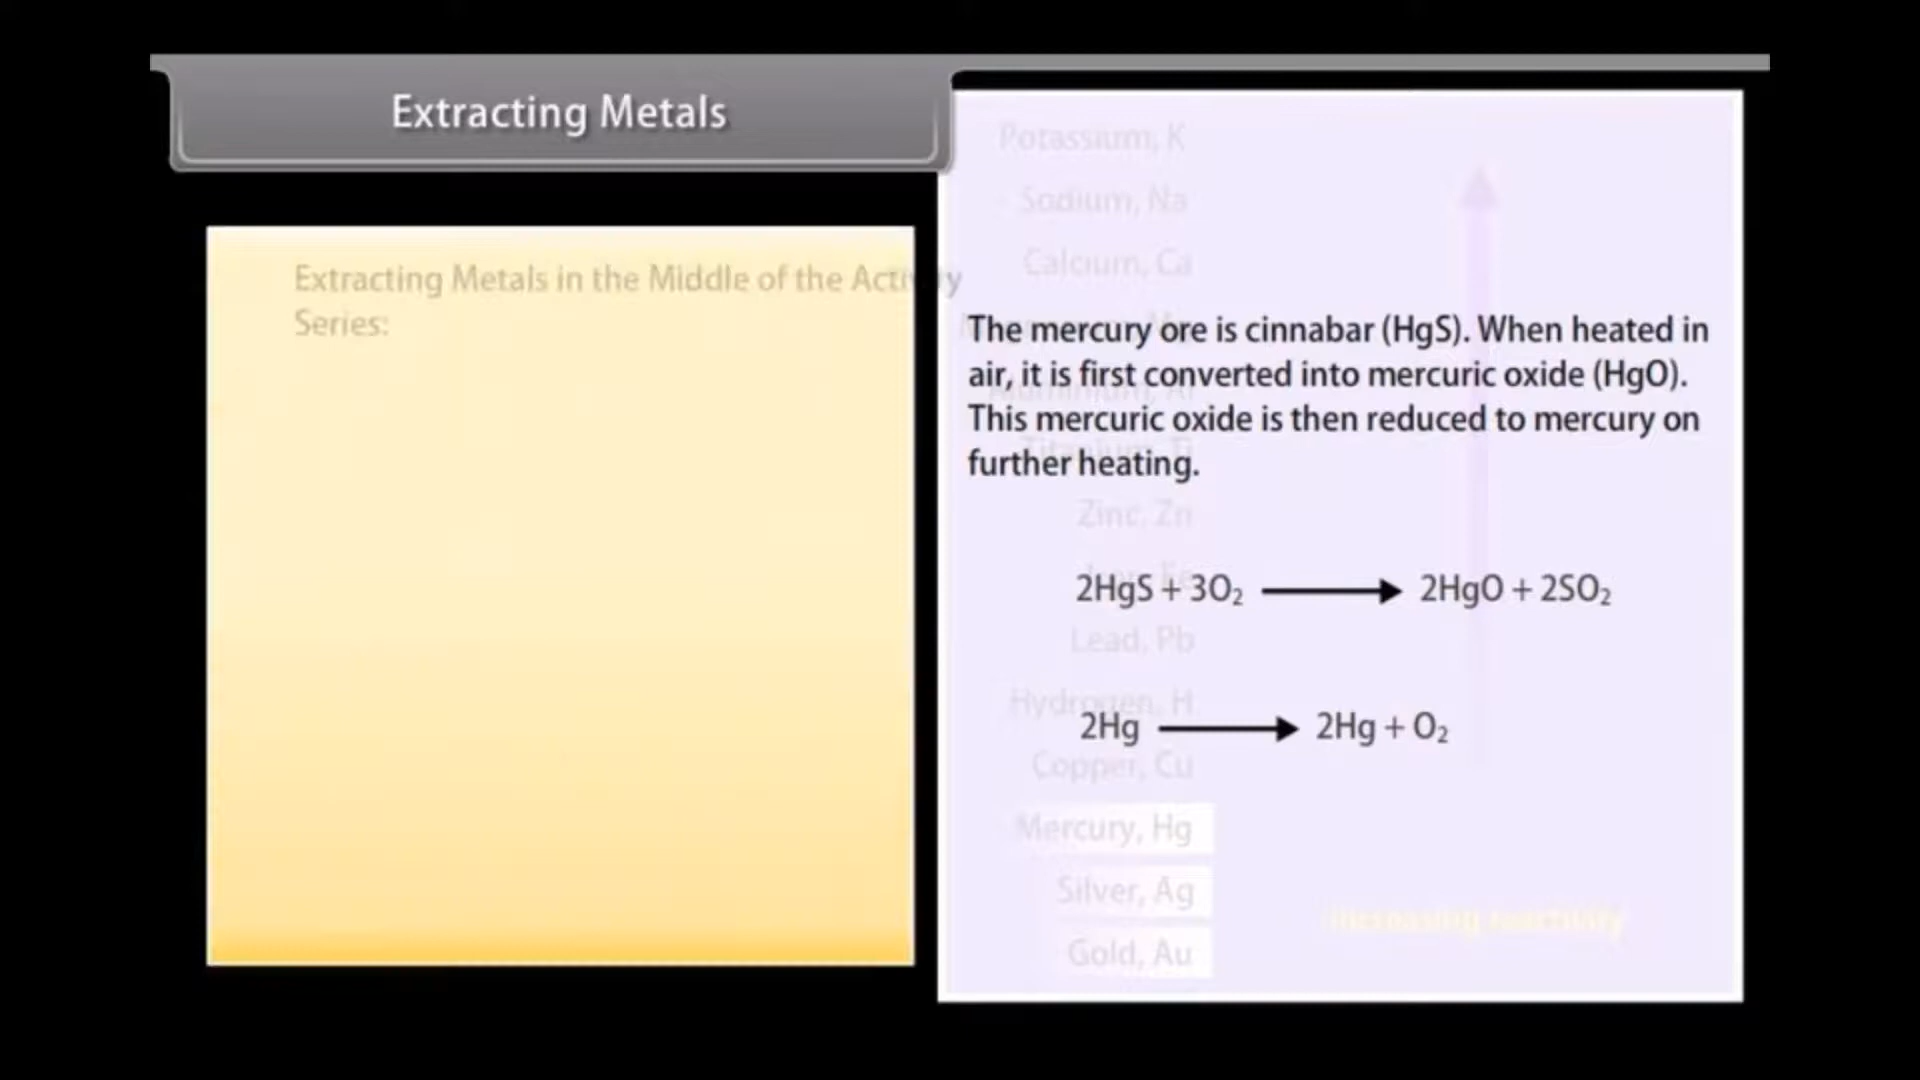 Extracting Metals
Extracting Metals in the Middle of the Activity
Series:
Potassium, K
Sodium, Na
Calcium, Ca
The mercury ore is cinnabar (HgS). When heated in
air, it is first converted into mercuric oxide (HgO).
This mercuric oxide is then reduced to mercury on
further heating.
Zinc, Zn
2HgS + 3O₂ → 2HgO + 2SO₂
Lead, Pb
Hydrogen, H
2Hg → 2Hg + O₂
Copper, Cu
Mercury, Hg
Silver, Ag
increasing reactivity
Gold, Au